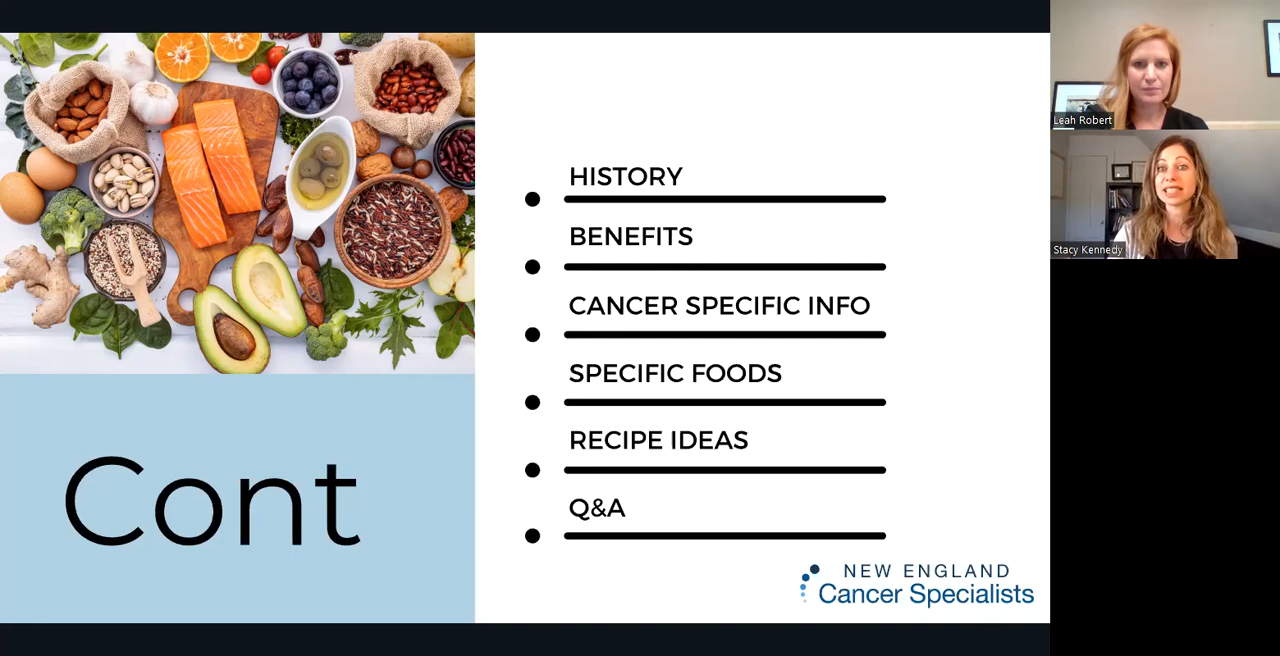 HISTORY
BENEFITS
CANCER SPECIFIC INFO
SPECIFIC FOODS
RECIPE IDEAS
Q&A
Cont
NEW ENGLAND
Cancer Specialists
Leah Robert
Stacy Kennedy